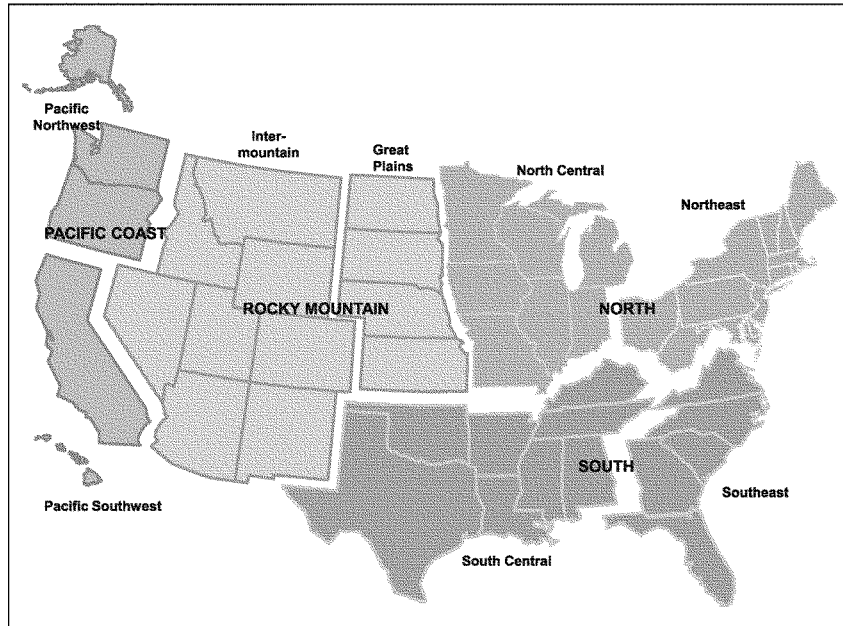 Pacific
Northwest
Inter-
mountain
Great
Plains
North Central
Northeast
PACIFIC COAST
ROCKY MOUNTAIN
NORTH
SOUTH
Southeast
Pacific Southwest
South Central